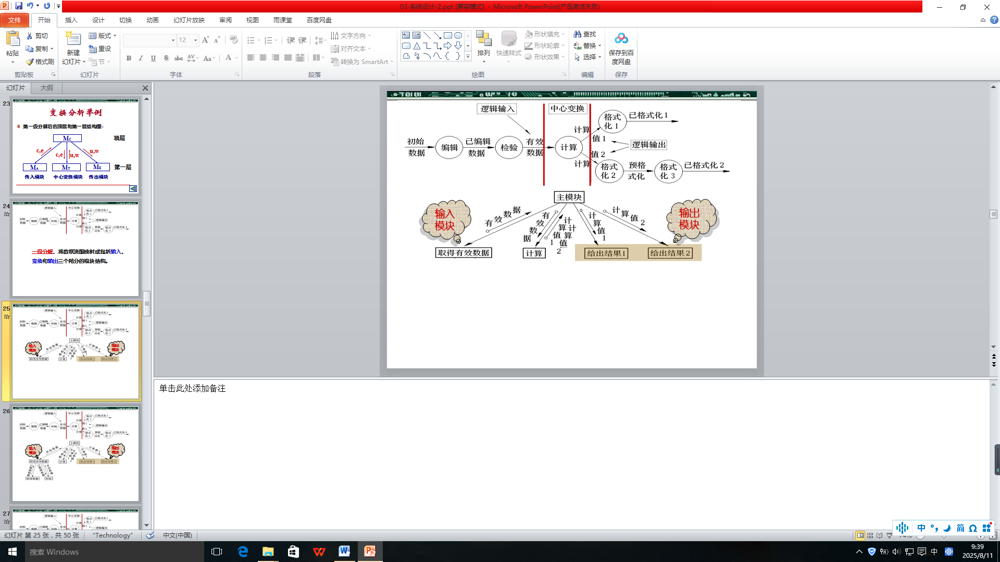 03-系统设计-2.ppt [兼容模式] - Microsoft PowerPoint(产品激活失败)
文件 开始 插入 设计 切换 动画 幻灯片放映 审阅 视图 雨课堂 百度网盘
粘贴 剪切 复制 格式刷 剪贴板
新建幻灯片 版式 重设 节 幻灯片
12 B I U S abc AV Aa A 字体
文字方向 对齐文本 转换为 SmartArt 段落
排列 快速样式 形状填充 形状轮廓 形状效果 绘图
查找 替换 选择 编辑
保存到百度网盘 保存
幻灯片 大纲
23
变换分析举例
第一级分解后的顶层和第一层结构图:
MC 顶层
c,e c,e u,w u,w
MA MT ME 第一层
传入模块 中心变换模块 传出模块
24
逻辑输入 中心变换
一级分解。将数据流图映射成包括输入、
变换和输出三个部分的模块结构。
25
26
27
逻辑输入 中心变换
格式化1 已格式化1
计算值1
初始数据 编辑 已编辑数据 检验 有效数据 计算
逻辑输出
计算值2
格式化2 预格式化 格式化3 已格式化2
主模块
输入模块 输出模块
有效数据 有效数据 计算值1 计算值2 计算值1 计算值2
取得有效数据 计算 给出结果1 给出结果2
单击此处添加备注
幻灯片 第 25 张，共 50 张 "Technology" 中文(中国)
74%
中 简
搜索 Windows
中
9:39
2025/8/11